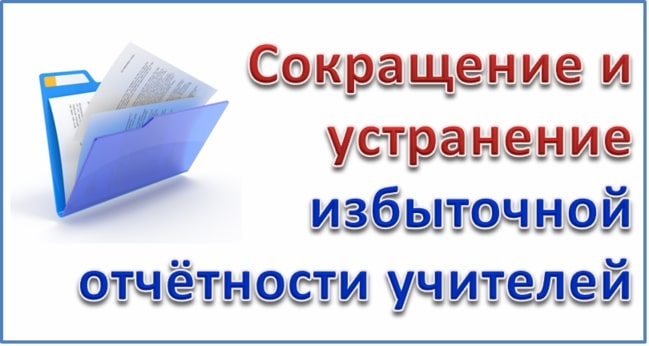 Сокращение и
устранение
избыточной
отчётности учителей